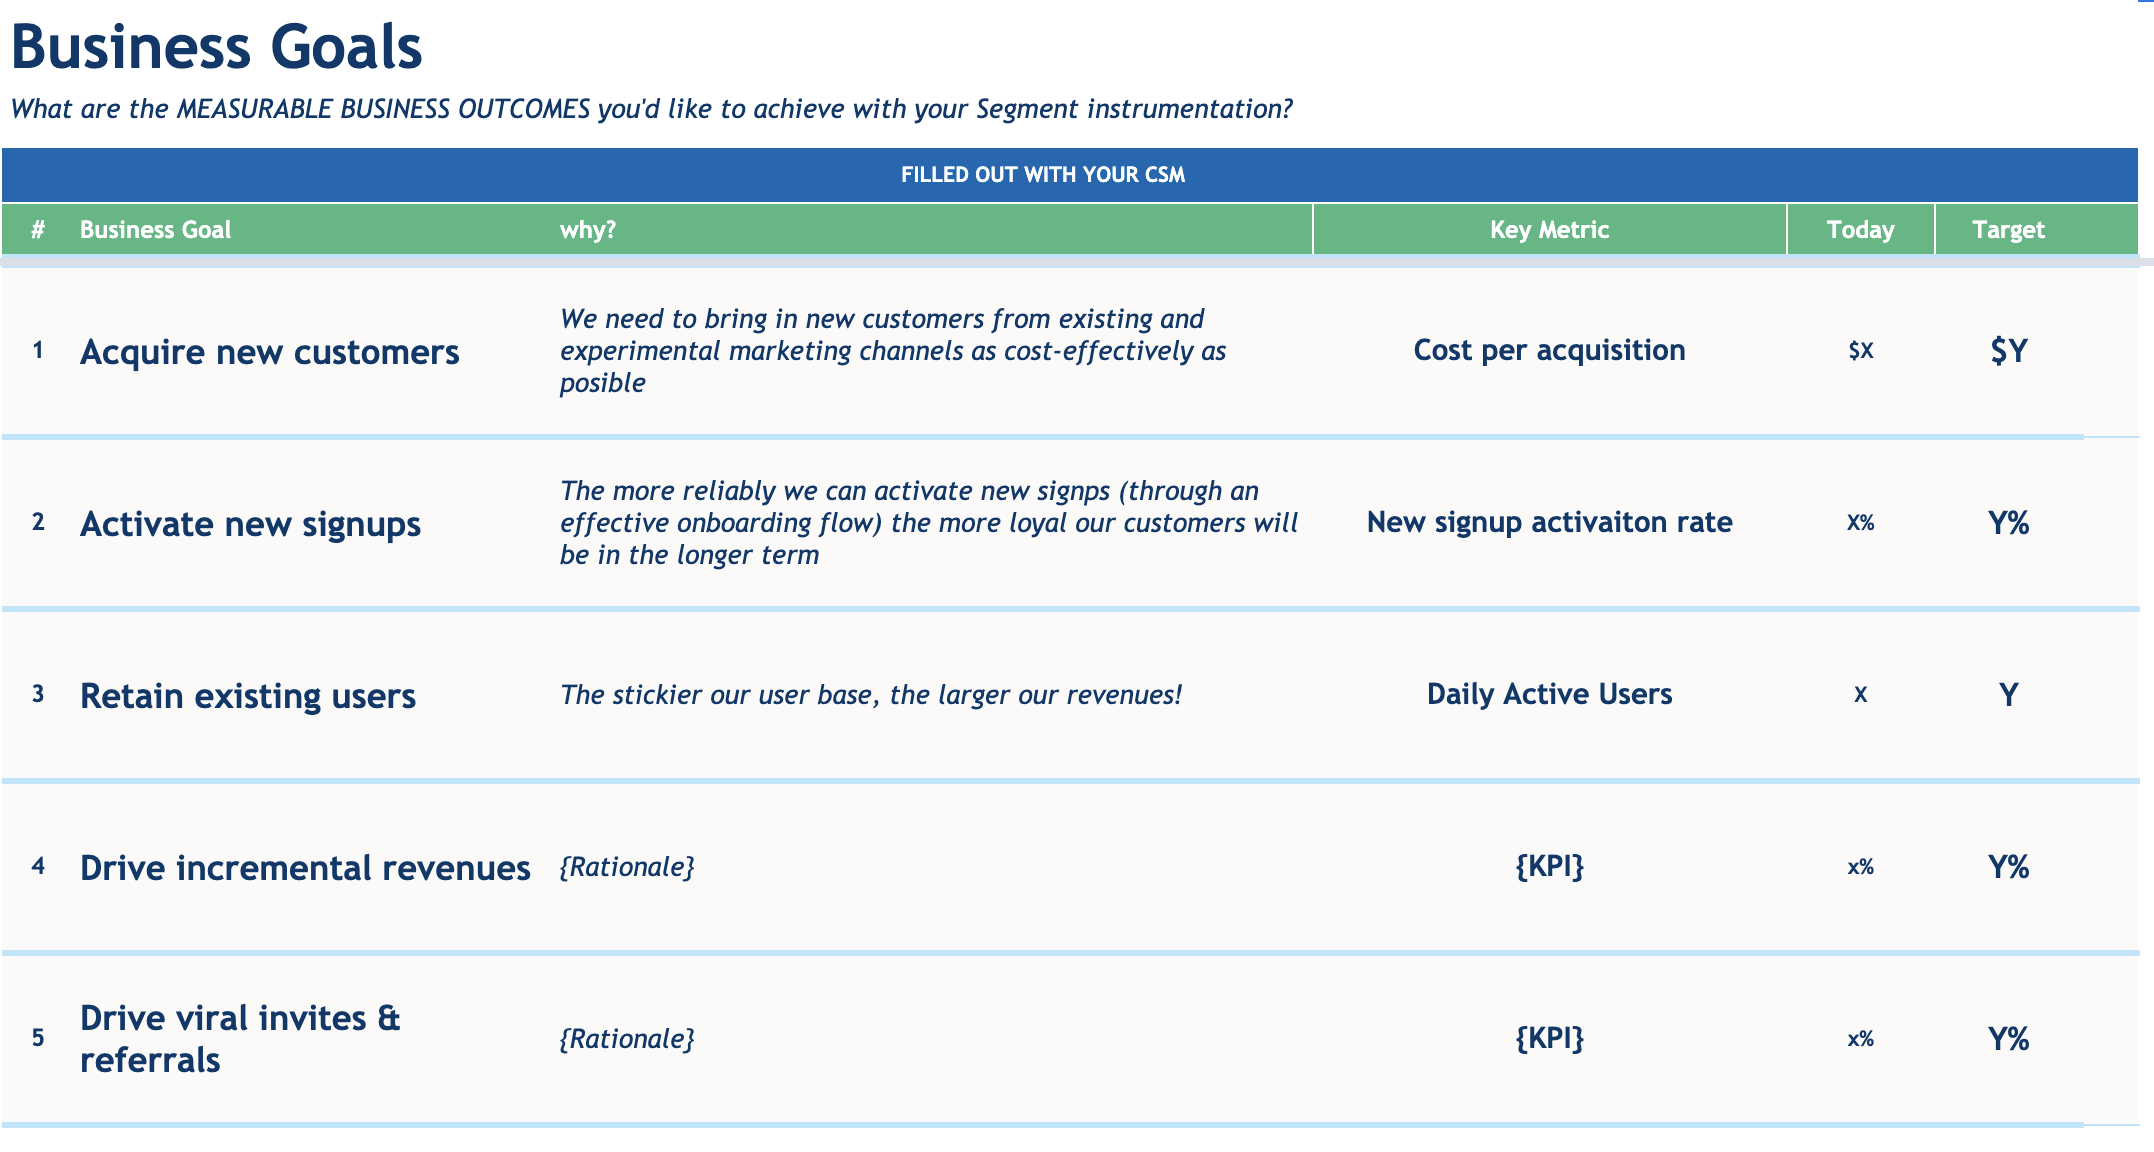 Business Goals
What are the MEASURABLE BUSINESS OUTCOMES you'd like to achieve with your Segment instrumentation?
FILLED OUT WITH YOUR CSM
# Business Goal why? Key Metric Today Target
We need to bring in new customers from existing and
1 Acquire new customers experimental marketing channels as cost-effectively as Cost per acquisition $X $Y
posible
The more reliably we can activate new signps (through an
2 Activate new signups effective onboarding flow) the more loyal our customers will New signup activaiton rate X% Y%
be in the longer term
3 Retain existing users The stickier our user base, the larger our revenues! Daily Active Users X Y
4 Drive incremental revenues {Rationale} {KPI} x% Y%
Drive viral invites &
5 {Rationale} {KPI} x% Y%
referrals